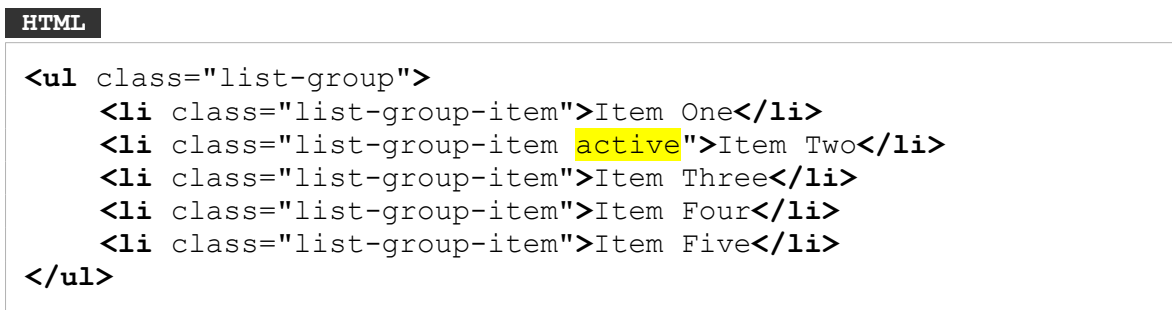 HTML
<ul class="list-group">
<li class="list-group-item">Item One</li>
<li class="list-group-item active">Item Two</li>
<li class="list-group-item">Item Three</li>
<li class="list-group-item">Item Four</li>
<li class="list-group-item">Item Five</li>
</ul>